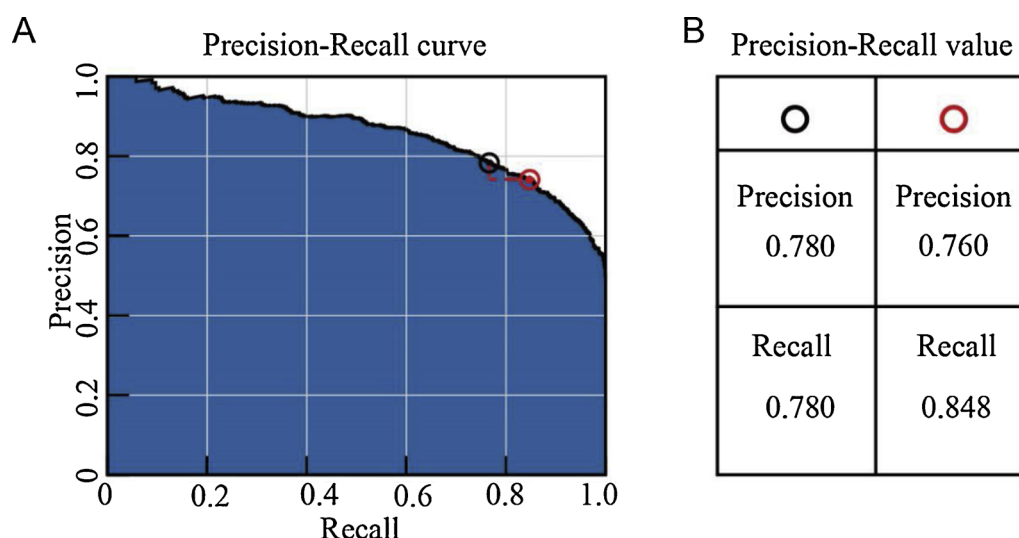 A
Precision-Recall curve
1.0
0.8
0.6
0.4
0.2
0
Precision
0
0.2
0.4
0.6
0.8
1.0
Recall
B
Precision-Recall value
Precision
0.780
Precision
0.760
Recall
0.780
Recall
0.848